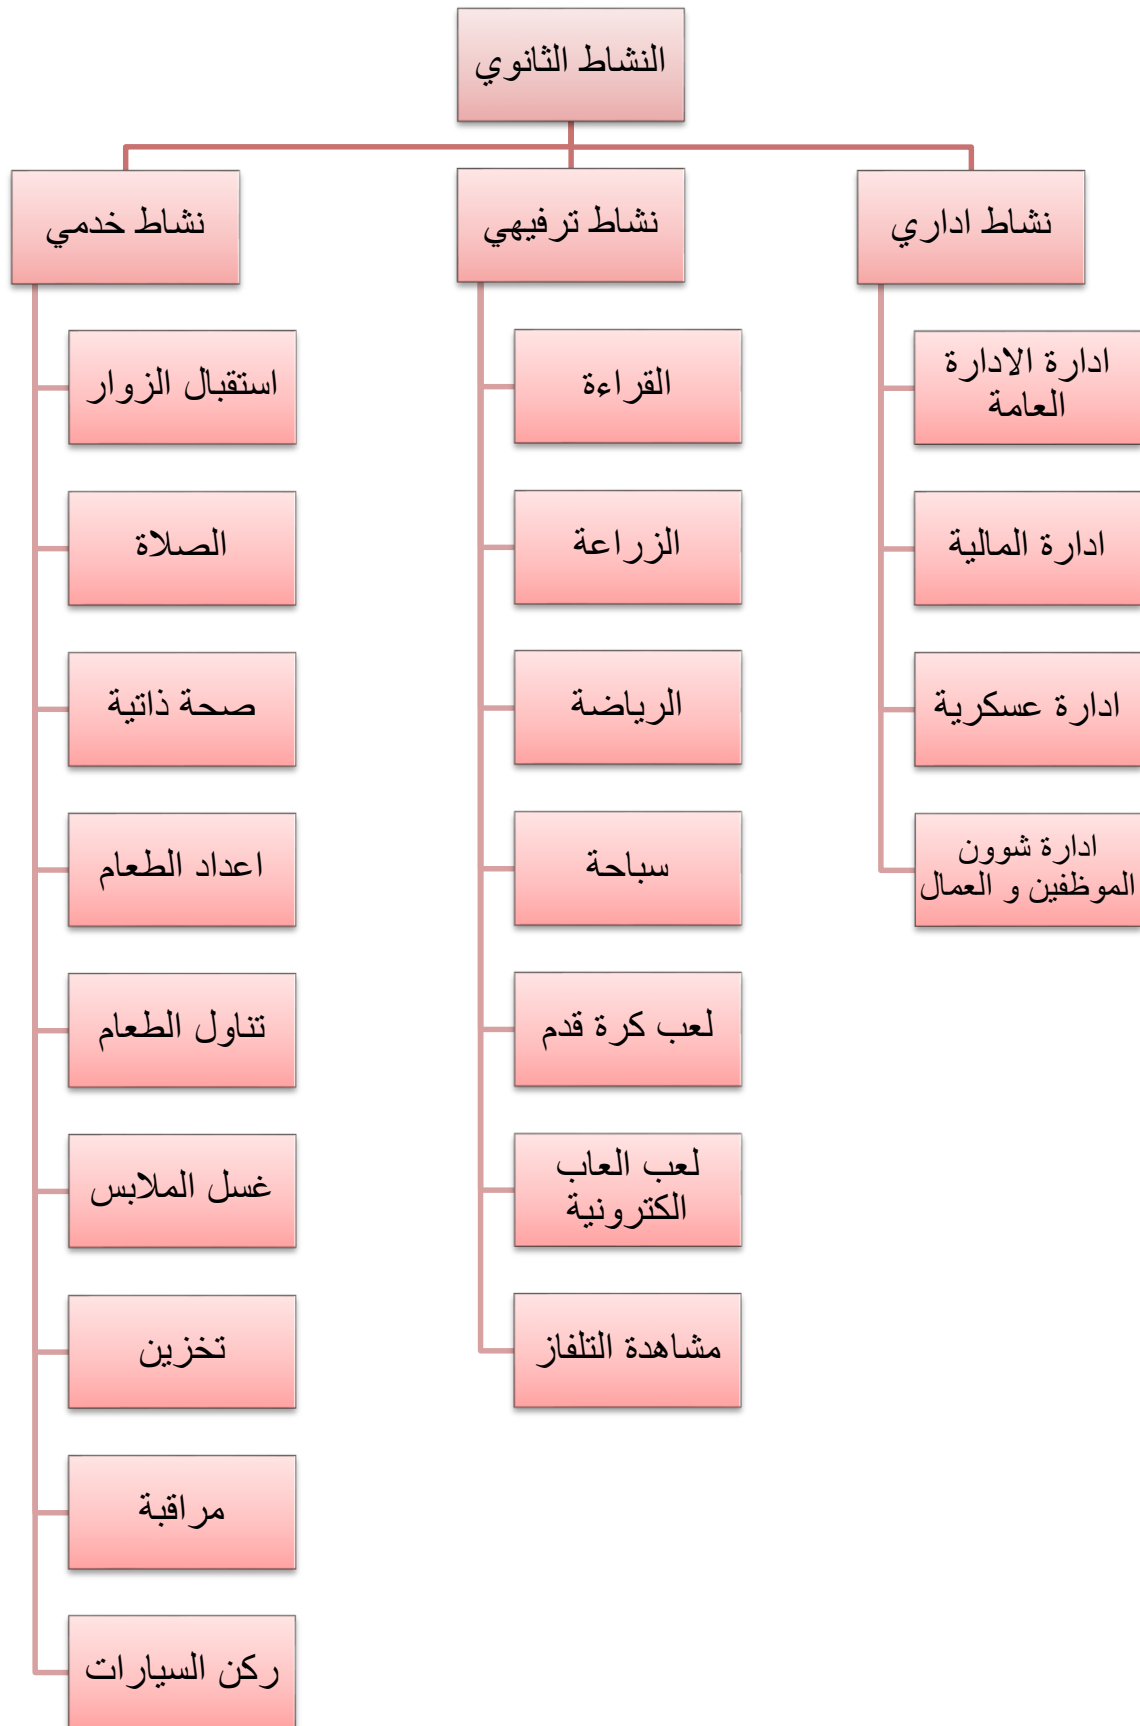 النشاط الثانوي
نشاط اداري
ادارة الادارة
العامة
ادارة المالية
ادارة عسكرية
ادارة شوون
الموظفين و العمال
نشاط ترفيهي
القراءة
الزراعة
الرياضة
سباحة
لعب كرة قدم
لعب العاب
الكترونية
مشاهدة التلفاز
نشاط خدمي
استقبال الزوار
الصلاة
صحة ذاتية
اعداد الطعام
تناول الطعام
غسل الملابس
تخزين
مراقبة
ركن السيارات